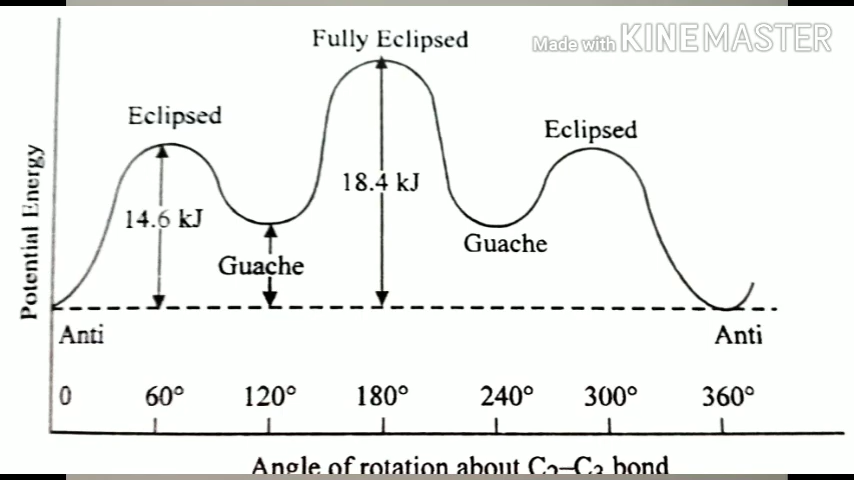 Fully Eclipsed
Made with KINEMASTER
Eclipsed
Eclipsed
18.4 kJ
14.6 kJ
Guache
Guache
Potential Energy
Anti
Anti
0 60° 120° 180° 240° 300° 360°
Angle of rotation about C2–C3 bond